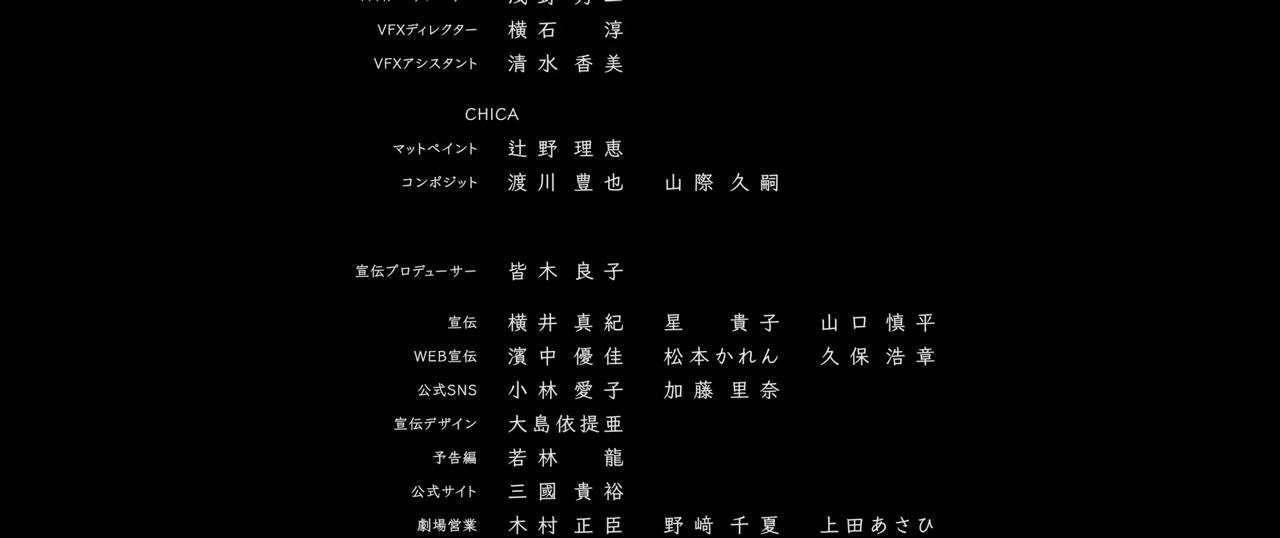 VFXディレクター 横石 淳
VFXアシスタント 清水 香美
CHICA
マットペイント 辻野 理恵
コンポジット 渡川 豊也 山際 久嗣
宣伝プロデューサー 皆木 良子
宣伝 横井 真紀 星 貴子 山口 慎平
WEB宣伝 濱中 優佳 松本かれん 久保 浩章
公式SNS 小林 愛子 加藤 里奈
宣伝デザイン 大島依提亜
予告編 若林 龍
公式サイト 三國 貴裕
劇場営業 木村 正臣 野﨑 千夏 上田あさひ